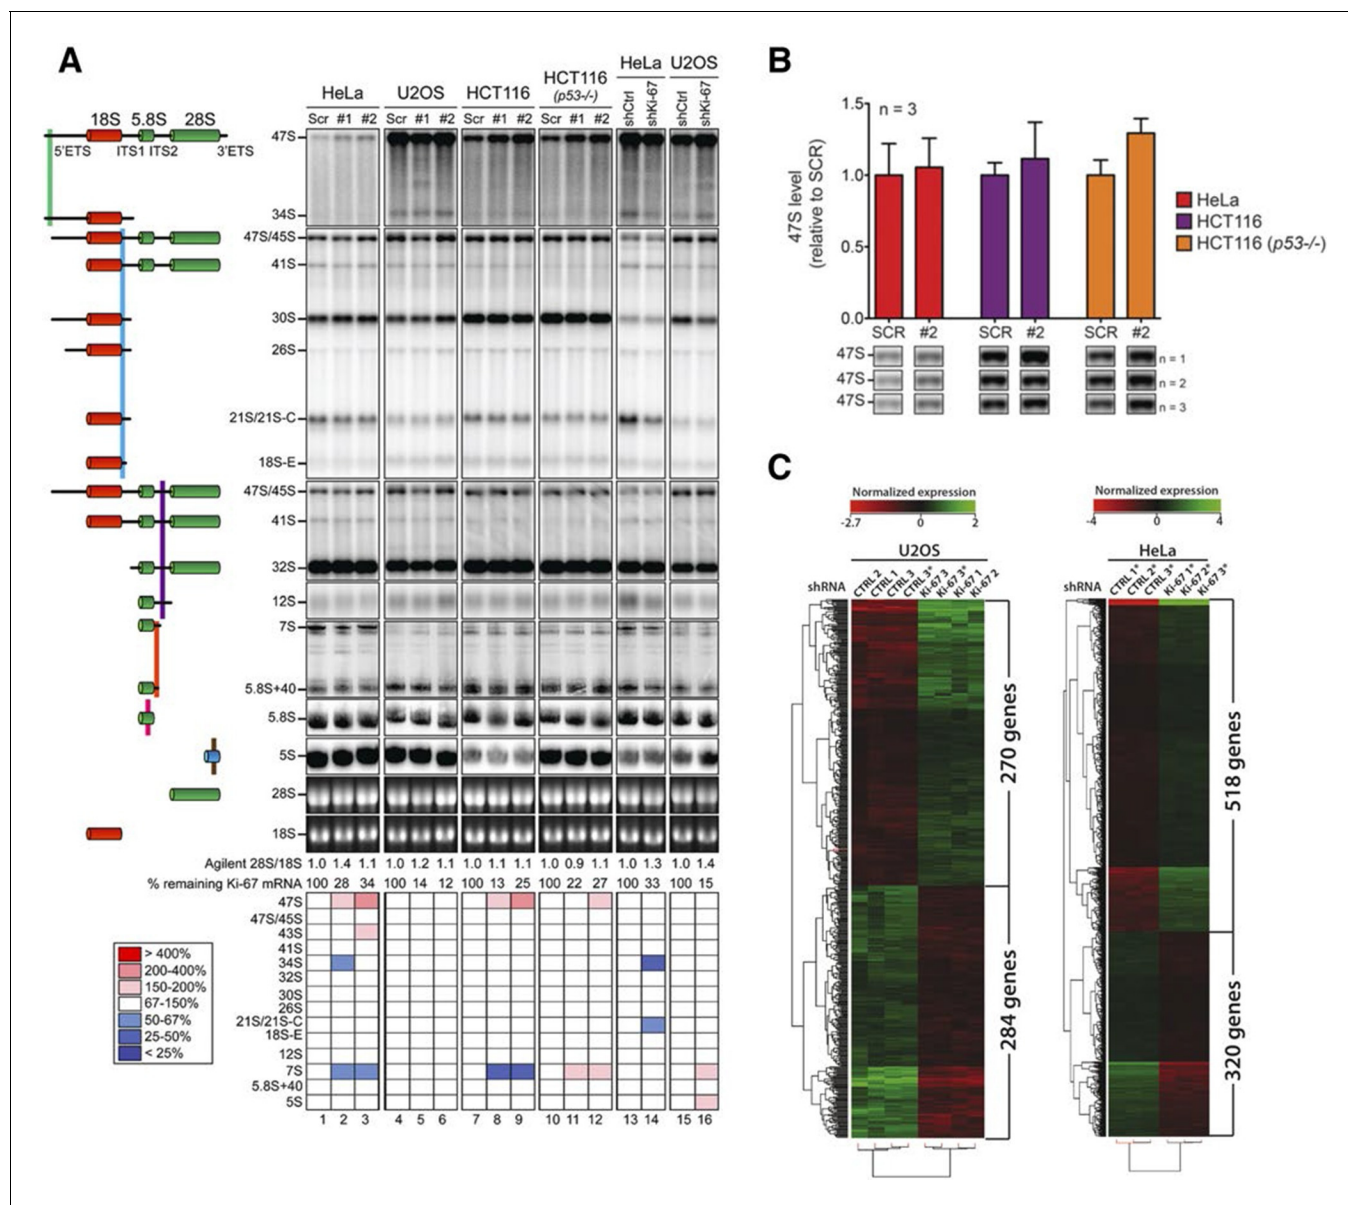 A
HeLa
U2OS
HCT116
HCT116
(p53-/-)
HeLa
U2OS
Scr #1 #2
Scr #1 #2
Scr #1 #2
Scr #1 #2
shCtrl
shKi-67
shCtrl
shKi-67
18S 5.8S 28S
5'ETS ITS1 ITS2 3'ETS
47S
34S
47S/45S
41S
30S
26S
21S/21S-C
18S-E
47S/45S
41S
32S
12S
7S
5.8S+40
5.8S
5S
28S
18S
Agilent 28S/18S 1.0 1.4 1.1 1.0 1.2 1.1 1.0 1.1 1.1 1.0 0.9 1.1 1.0 1.3 1.0 1.4
% remaining Ki-67 mRNA 100 28 34 100 14 12 100 13 25 100 22 27 100 33 100 15
47S
47S/45S
43S
41S
34S
32S
30S
26S
21S/21S-C
18S-E
12S
7S
5.8S+40
5S
1 2 3 4 5 6 7 8 9 10 11 12 13 14 15 16
> 400%
200-400%
150-200%
67-150%
50-67%
25-50%
< 25%
B
47S level
(relative to SCR)
1.5
1.0
0.5
0.0
n = 3
SCR #2 SCR #2 SCR #2
HeLa
HCT116
HCT116 (p53-/-)
47S n = 1
47S n = 2
47S n = 3
C
Normalized expression
-2.7 0 2
U2OS
shRNA
CTRL 2
CTRL 1
CTRL 3
CTRL 3*
Ki-67 3
Ki-67 3*
Ki-67 1
Ki-67 2
270 genes
284 genes
Normalized expression
-4 0 4
HeLa
shRNA
CTRL 1*
CTRL 2*
CTRL 3*
Ki-67 1*
Ki-67 2*
Ki-67 3*
518 genes
320 genes